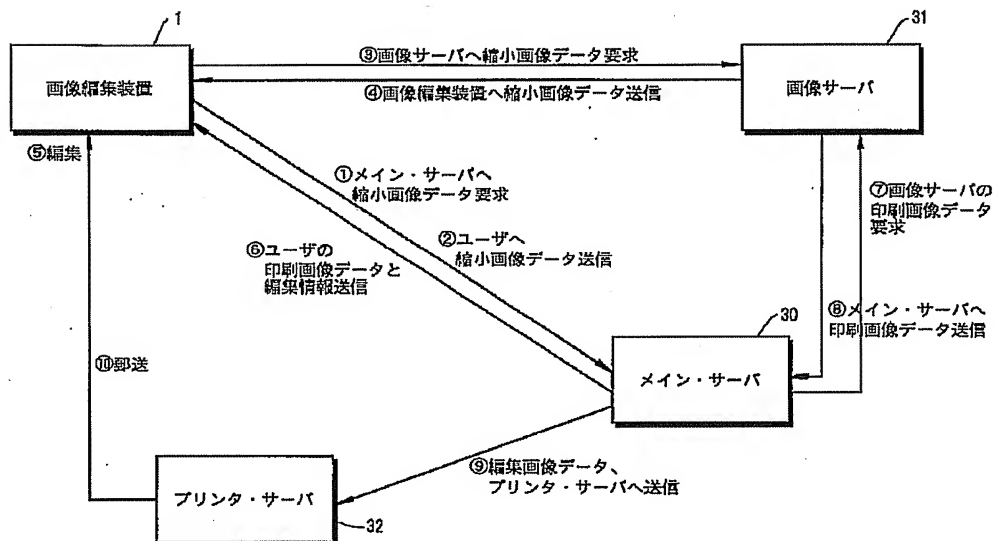 1
31
画像編集装置
③画像サーバへ縮小画像データ要求
④画像編集装置へ縮小画像データ送信
画像サーバ
⑤編集
①メイン・サーバへ
縮小画像データ要求
②ユーザへ
縮小画像データ送信
⑥ユーザの
印刷画像データと
編集情報送信
⑦画像サーバの
印刷画像データ
要求
30
⑧メイン・サーバへ
印刷画像データ送信
メイン・サーバ
⑩郵送
⑨編集画像データ、
プリンタ・サーバへ送信
プリンタ・サーバ
32